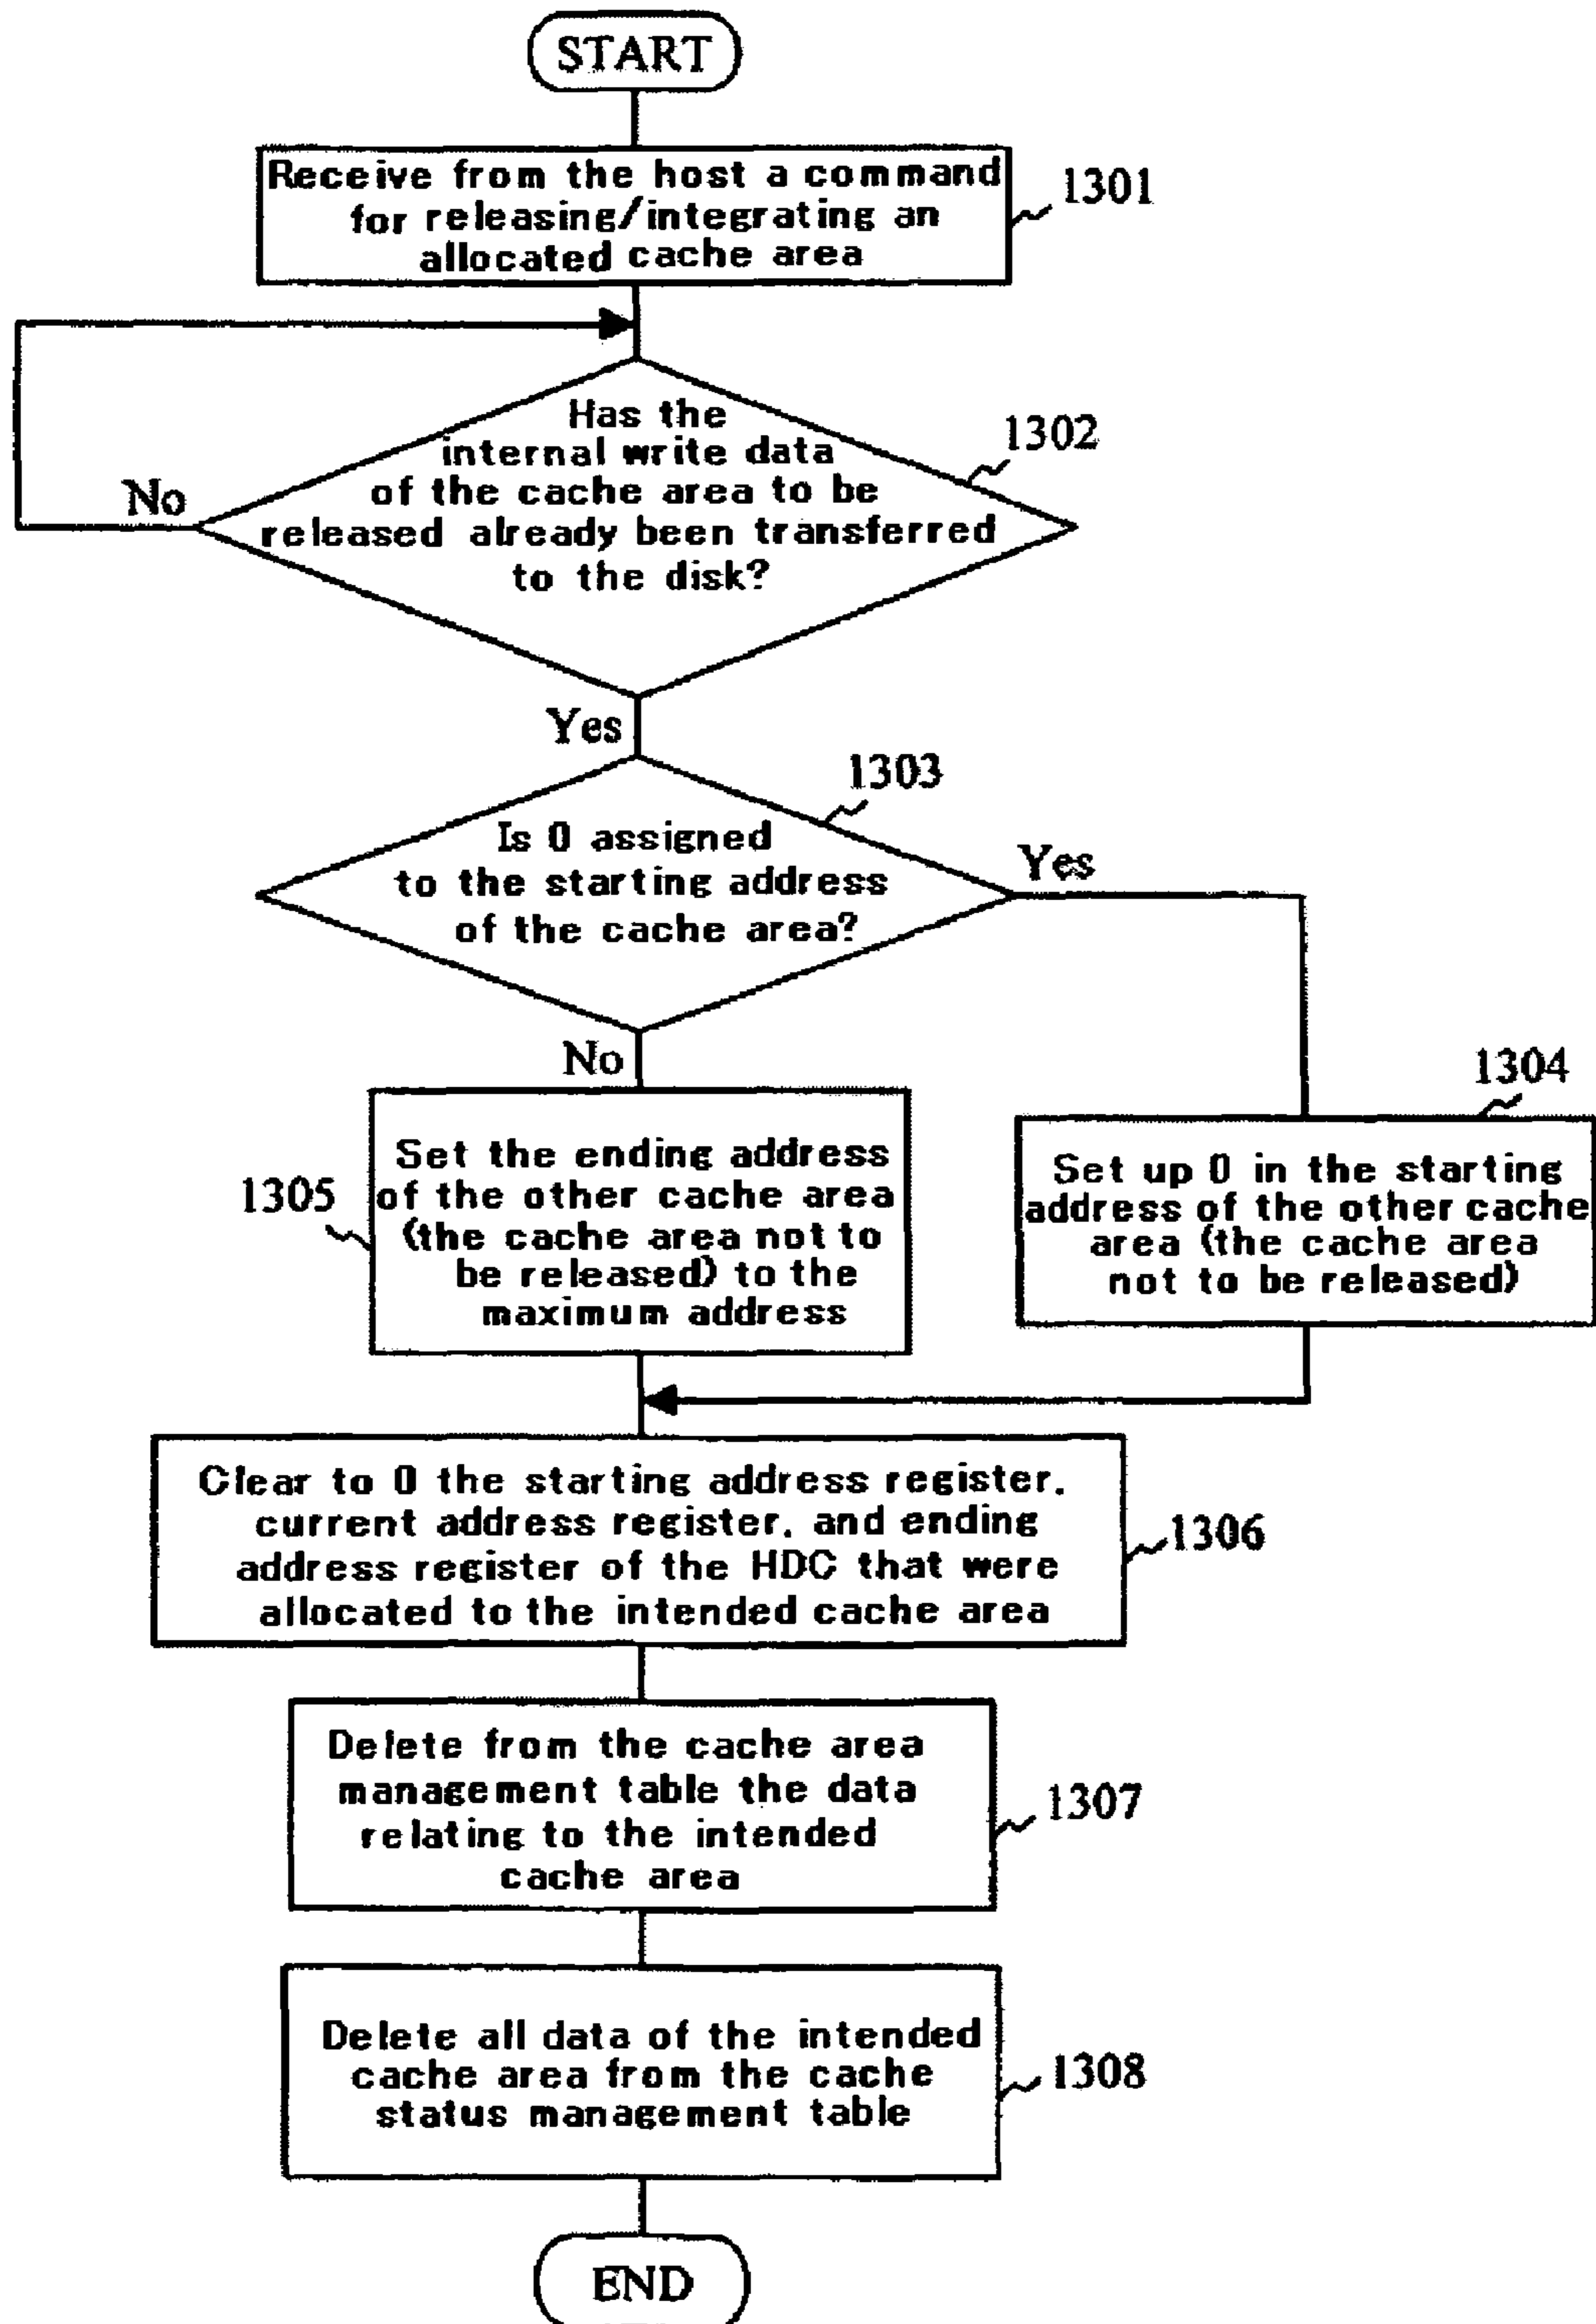 START
Receive from the host a command
for releasing/integrating an
allocated cache area
1301
Has the
internal write data
of the cache area to be
released already been transferred
to the disk?
1302
No
Yes
Is 0 assigned
to the starting address
of the cache area?
1303
Yes
No
Set the ending address
of the other cache area
(the cache area not to
be released) to the
maximum address
1305
Set up 0 in the starting
address of the other cache
area (the cache area
not to be released)
1304
Clear to 0 the starting address register,
current address register, and ending
address register of the HDC that were
allocated to the intended cache area
1306
Delete from the cache area
management table the data
relating to the intended
cache area
1307
Delete all data of the intended
cache area from the cache
status management table
1308
END